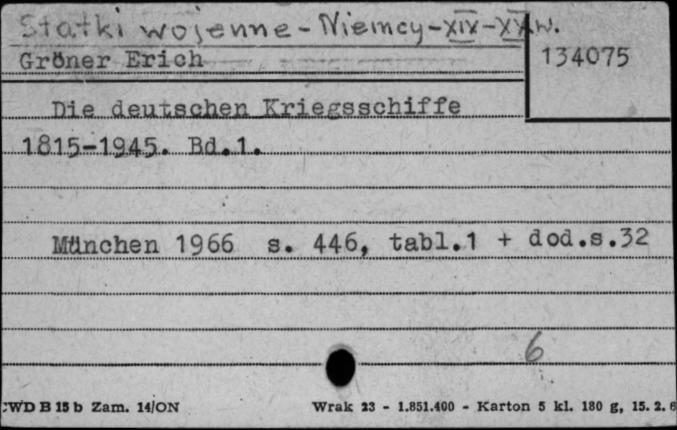 Statki wojenne - Niemcy - XIX - XX w.
Gröner Erich
134075
Die deutschen Kriegsschiffe
1815-1945. Bd.1.
München 1966 s. 446, tabl.1 + dod.s.32
6
CWD B 15 b Zam. 14/ON
Wrak 23 - 1.851.400 - Karton 5 kl. 180 g, 15. 2. 6